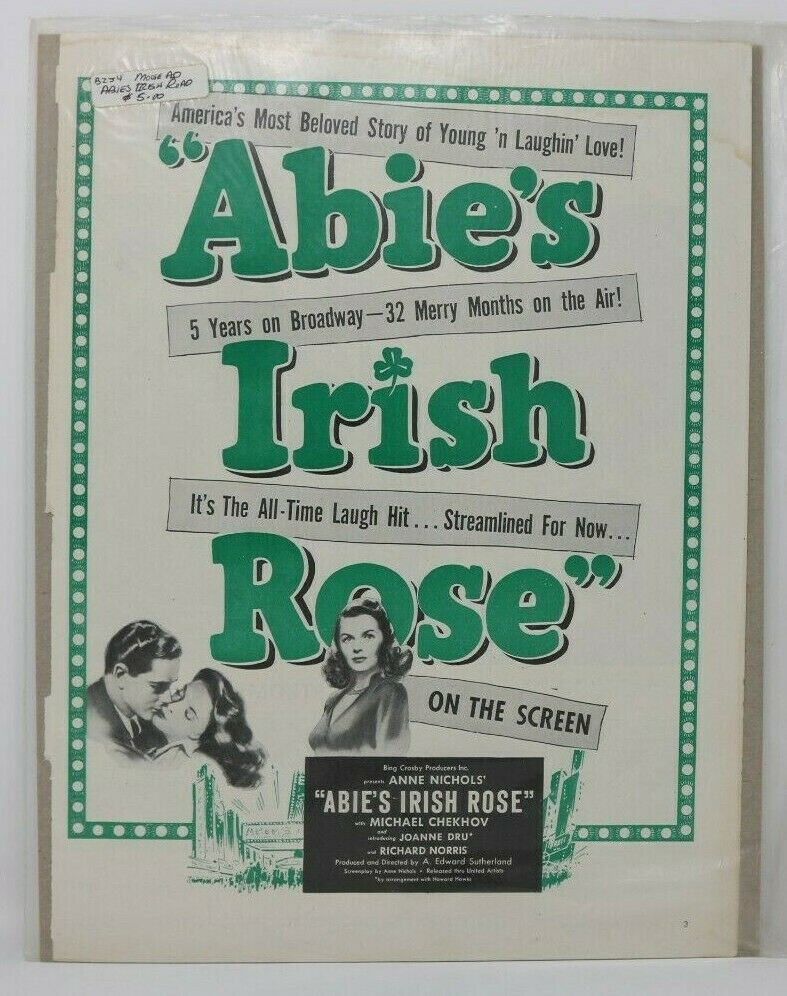 B234 MOVIE AD
ABIES IRISH ROAD
$5.00
America's Most Beloved Story of Young 'n Laughin' Love!
"Abie's
5 Years on Broadway—32 Merry Months on the Air!
Irish
It's The All-Time Laugh Hit... Streamlined For Now...
Rose"
ON THE SCREEN
Bing Crosby Producers Inc.
presents ANNE NICHOLS'
"ABIE'S IRISH ROSE"
with MICHAEL CHEKHOV
and
introducing JOANNE DRU*
and RICHARD NORRIS
Produced and Directed by A. Edward Sutherland
Screenplay by Anne Nichols • Released thru United Artists
*by arrangement with Howard Hawks
3